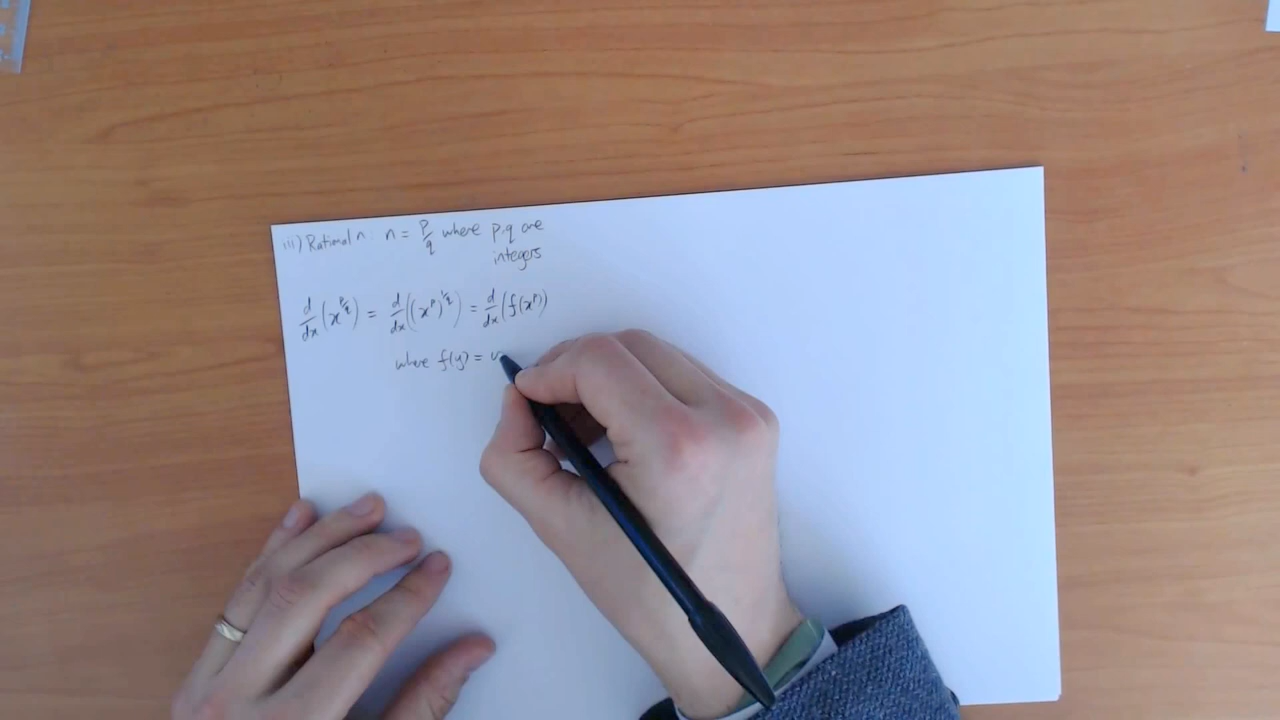 iii) Rational n: n = p/q where p,q are
integers
d/dx (x^{p/q}) = d/dx ((x^p)^{1/q}) = d/dx (f(x^p))
where f(y) =